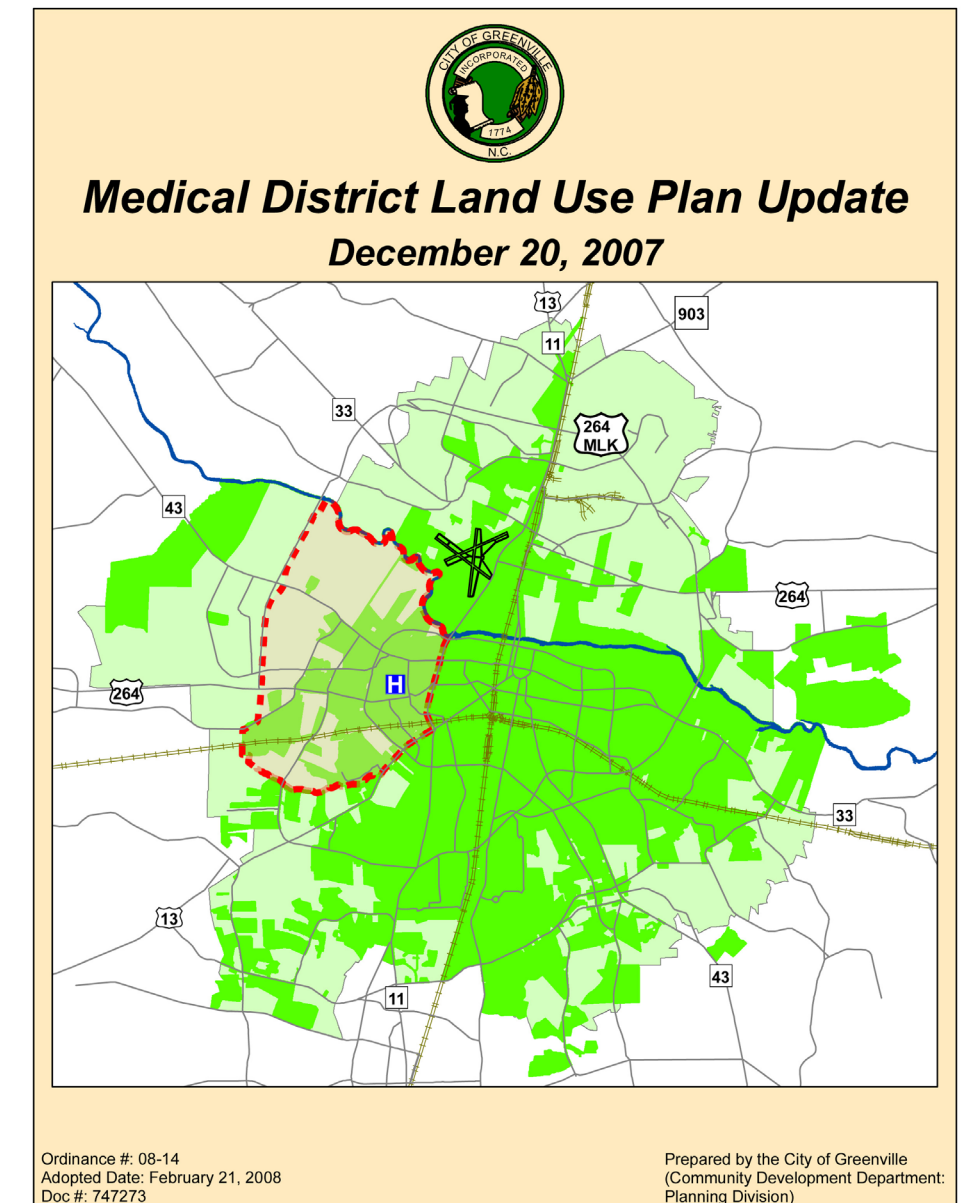 CITY OF GREENVILLE
INCORPORATED
1774
N.C.
Medical District Land Use Plan Update
December 20, 2007
13
903
11
264
MLK
33
43
264
H
264
33
13
43
11
Ordinance #: 08-14
Adopted Date: February 21, 2008
Doc #: 747273
Prepared by the City of Greenville
(Community Development Department:
Planning Division)